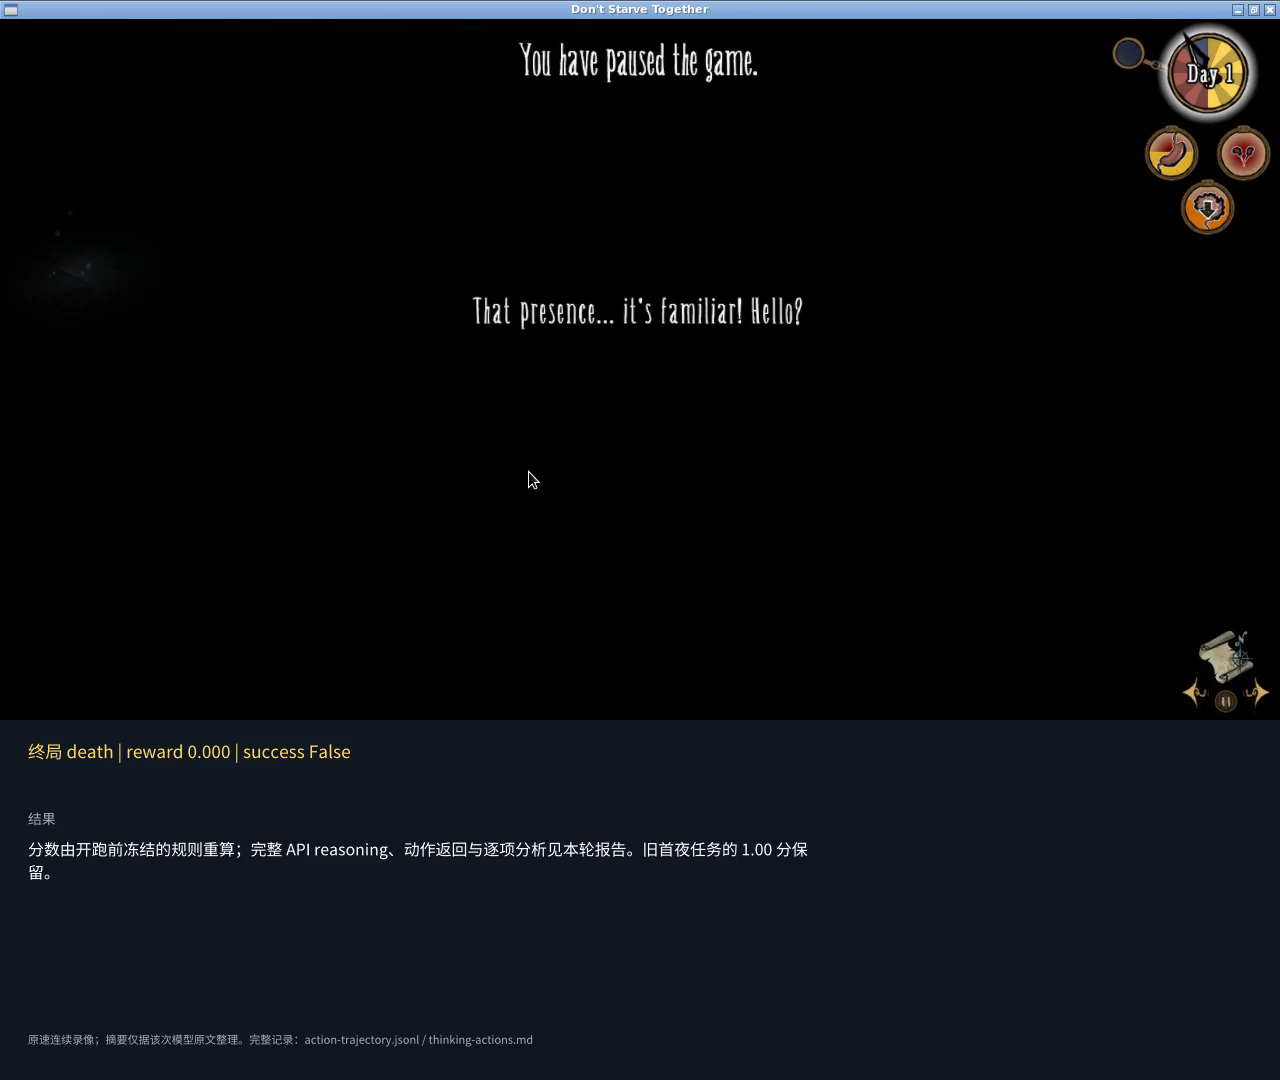 Don't Starve Together
You have paused the game.
Day 1
That presence... it's familiar! Hello?
终局 death | reward 0.000 | success False
结果
分数由开跑前冻结的规则重算；完整 API reasoning、动作返回与逐项分析见本轮报告。旧首夜任务的 1.00 分保
留。
原速连续录像；摘要仅据该次模型原文整理。完整记录：action-trajectory.jsonl / thinking-actions.md